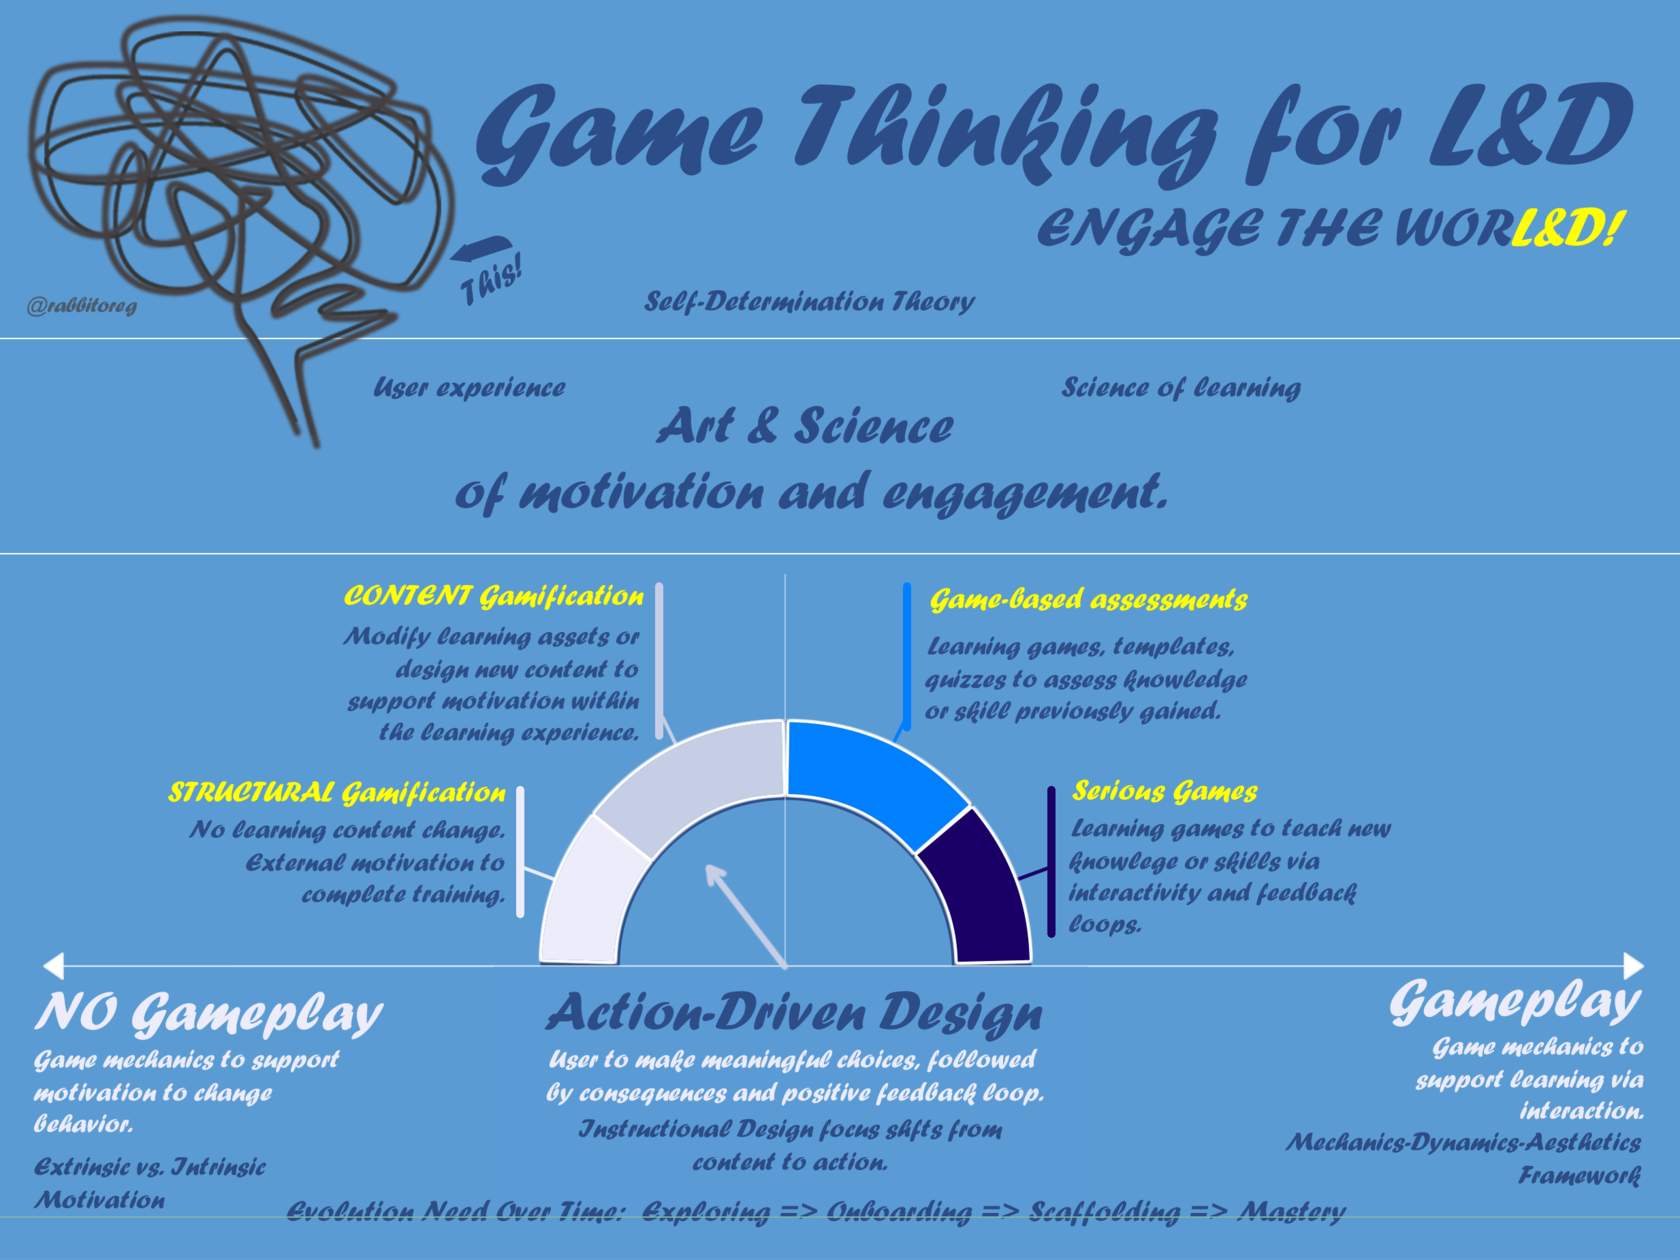 Game Thinking for L&D
ENGAGE THE WORL&D!
This!
@rabbitoreg
Self-Determination Theory
User experience
Science of learning
Art & Science
of motivation and engagement.
CONTENT Gamification
Modify learning assets or
design new content to
support motivation within
the learning experience.
Game-based assessments
Learning games, templates,
quizzes to assess knowledge
or skill previously gained.
STRUCTURAL Gamification
No learning content change.
External motivation to
complete training.
Serious Games
Learning games to teach new
knowlege or skills via
interactivity and feedback
loops.
NO Gameplay
Game mechanics to support
motivation to change
behavior.
Extrinsic vs. Intrinsic
Motivation
Action-Driven Design
User to make meaningful choices, followed
by consequences and positive feedback loop.
Instructional Design focus shfts from
content to action.
Gameplay
Game mechanics to
support learning via
interaction.
Mechanics-Dynamics-Aesthetics
Framework
Evolution Need Over Time: Exploring => Onboarding => Scaffolding => Mastery